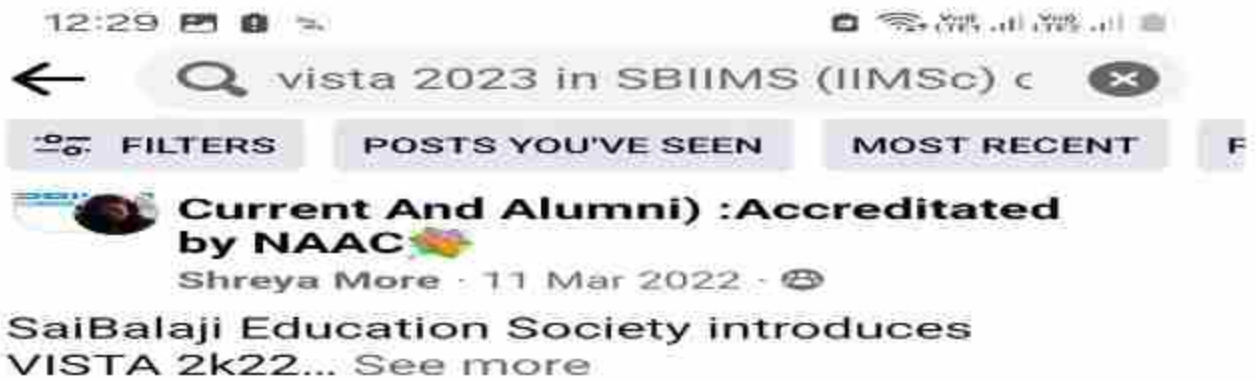 12:29
vista 2023 in SBIIMS (IIMSc) c
FILTERS POSTS YOU'VE SEEN MOST RECENT F
Current And Alumni) :Accreditated
by NAAC
Shreya More · 11 Mar 2022 ·
SaiBalaji Education Society introduces
VISTA 2k22... See more